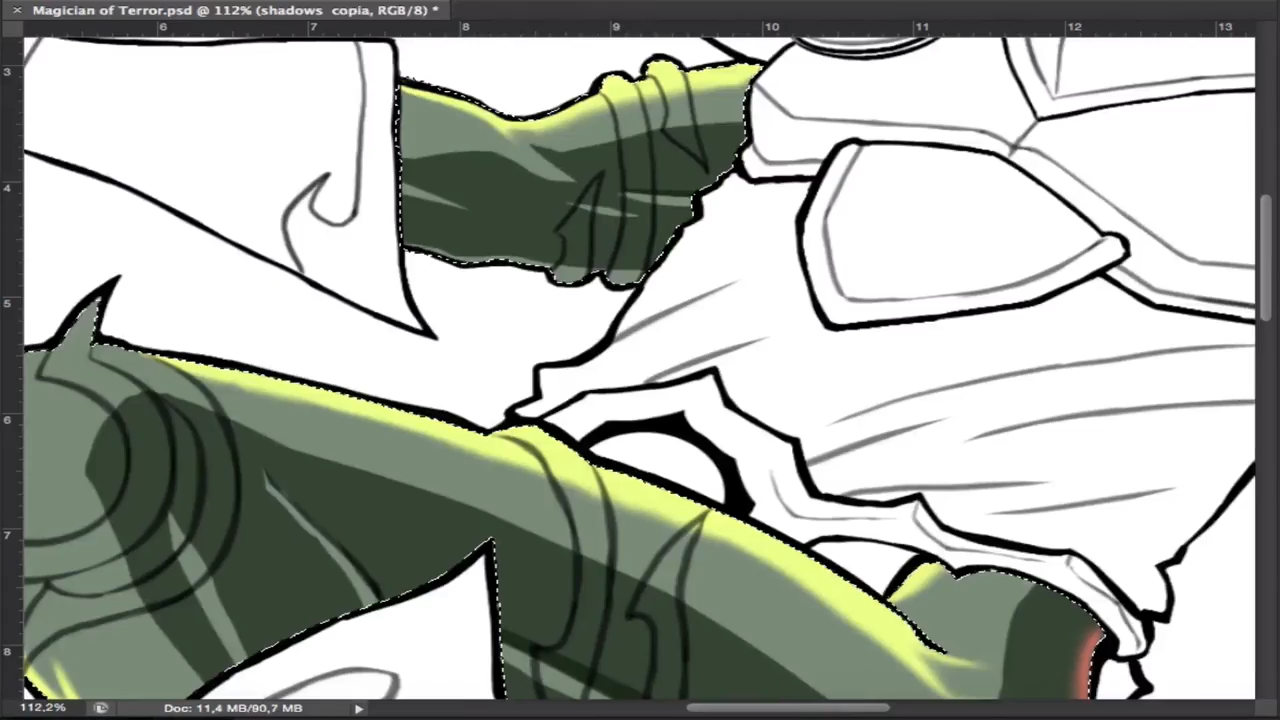 × Magician of Terror.psd @ 112% (shadows copia, RGB/8) *
6 7 8 9 10 11 12 13
3
4
5
6
7
8
112,2% Doc: 11,4 MB/90,7 MB